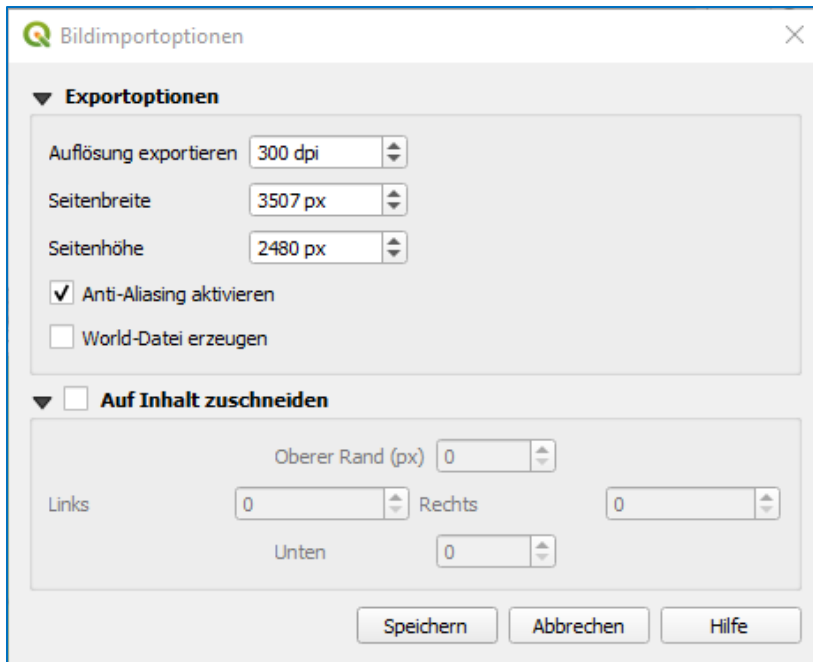 Bildimportoptionen
Exportoptionen
Auflösung exportieren 300 dpi
Seitenbreite 3507 px
Seitenhöhe 2480 px
Anti-Aliasing aktivieren
World-Datei erzeugen
Auf Inhalt zuschneiden
Oberer Rand (px) 0
Links 0 Rechts 0
Unten 0
Speichern Abbrechen Hilfe